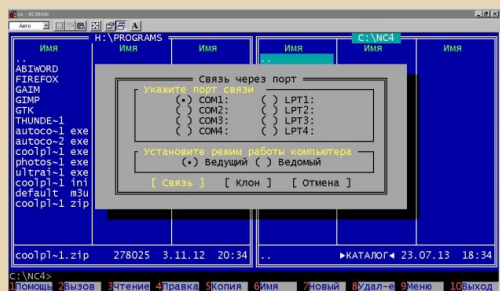 Авто
H:\PROGRAMS C:\NC4
Имя Имя Имя Имя Имя Имя
.. ..
ABIWORD
FIREFOX
GAIM
GIMP
GTK
THUNDE~1
autoco~1 exe
autoco~2 exe
coolpl~1 exe
photos~1 exe
ultrai~1 exe
coolpl~1 ini
default m3u
coolpl~1 zip
Связь через порт
Укажите порт связи
(•) COM1: ( ) LPT1:
( ) COM2: ( ) LPT2:
( ) COM3: ( ) LPT3:
( ) COM4: ( ) LPT4:
Установите режим работы компьютера
(•) Ведущий ( ) Ведомый
[ Связь ] [ Клон ] [ Отмена ]
coolpl~1.zip 278025 3.11.12 20:34 .. ►КАТАЛОГ◄ 23.07.13 18:34
C:\NC4>
1Помощь 2Вызов 3Чтение 4Правка 5Копия 6Имя 7Новый 8Удал-е 9Меню 10Выход